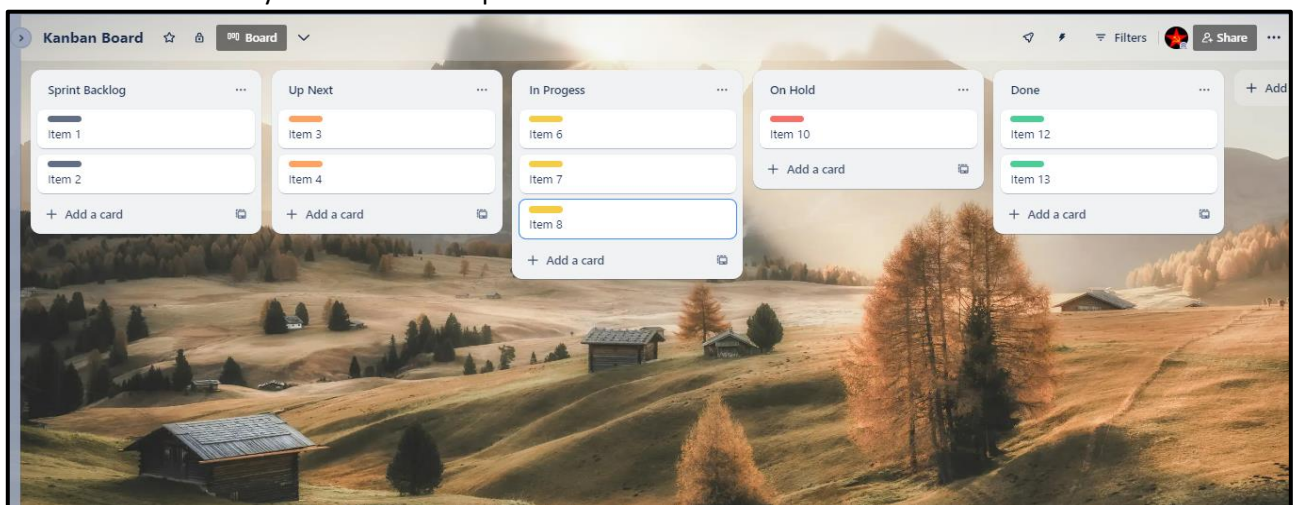 Kanban Board
Board
Filters
Share
Sprint Backlog
Item 1
Item 2
+ Add a card
Up Next
Item 3
Item 4
+ Add a card
In Progess
Item 6
Item 7
Item 8
+ Add a card
On Hold
Item 10
+ Add a card
Done
Item 12
Item 13
+ Add a card
+ Add